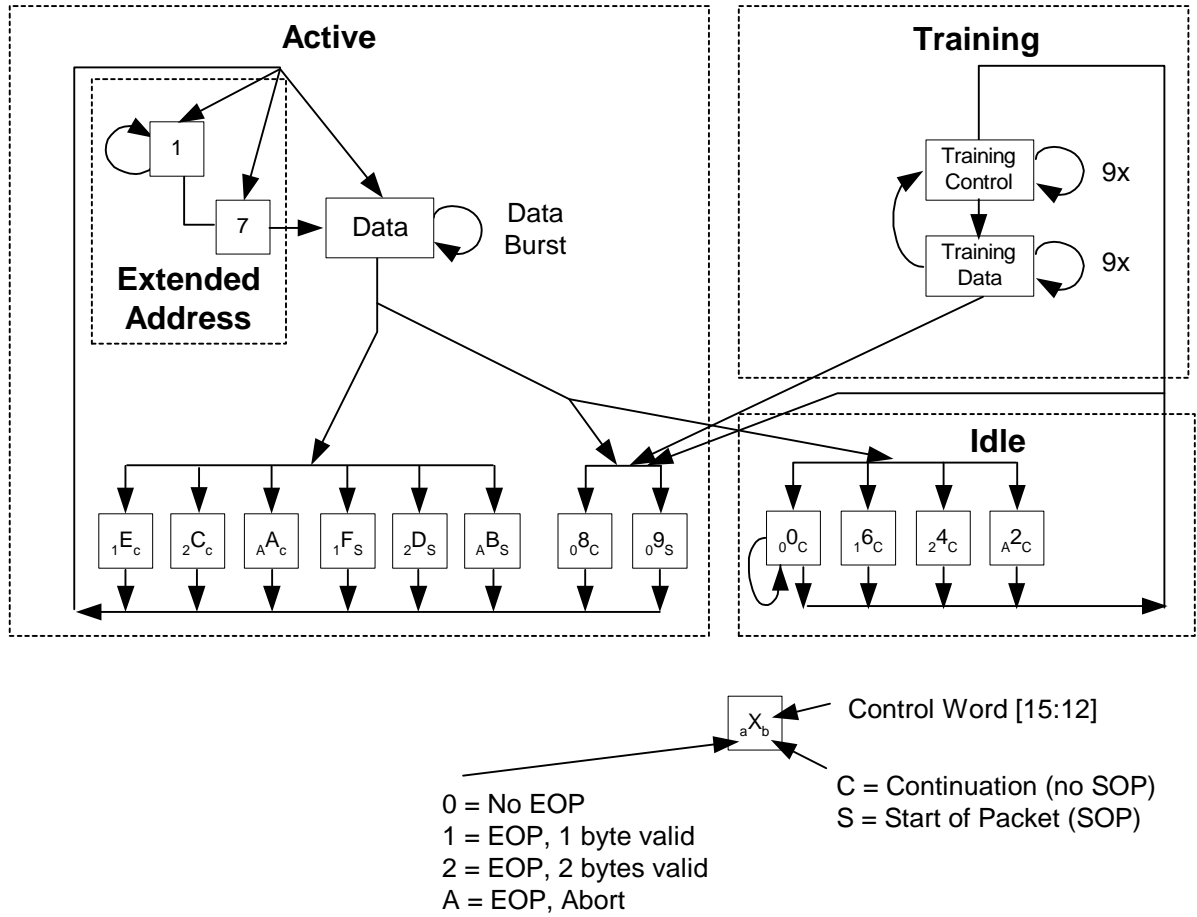 Active
1
7
Extended
Address
Data
Data
Burst
1Ec
2Cc
AAc
1FS
2DS
ABS
08C
09S
Training
Training
Control
9x
Training
Data
9x
Idle
00C
16C
24C
A2C
aXb
Control Word [15:12]
C = Continuation (no SOP)
S = Start of Packet (SOP)
0 = No EOP
1 = EOP, 1 byte valid
2 = EOP, 2 bytes valid
A = EOP, Abort